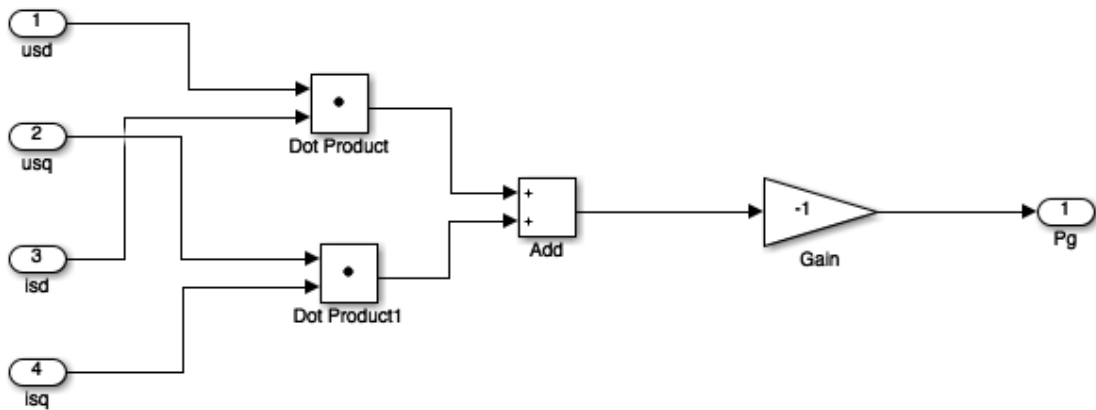 1
usd
Dot Product
2
usq
+
+
Add
-1
Gain
1
Pg
3
isd
Dot Product1
4
isq